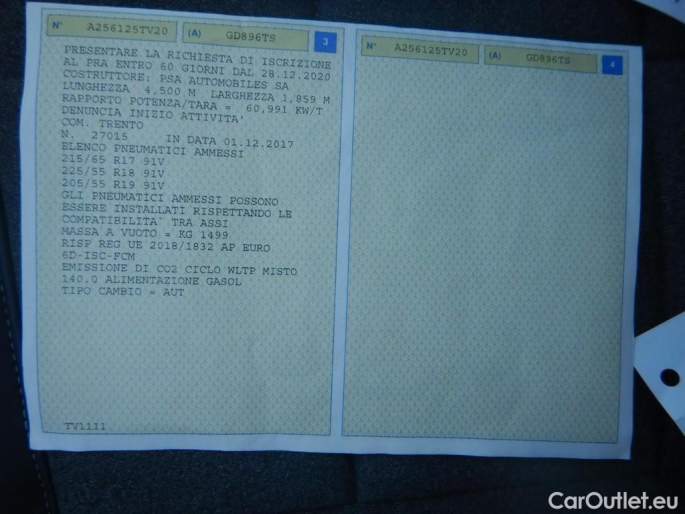 N° A256125TV20 (A) GD896TS 3
PRESENTARE LA RICHIESTA DI ISCRIZIONE
AL PRA ENTRO 60 GIORNI DAL 28.12.2020
COSTRUTTORE: PSA AUTOMOBILES SA
LUNGHEZZA 4,500 M LARGHEZZA 1,859 M
RAPPORTO POTENZA/TARA = 60,991 KW/T
DENUNCIA INIZIO ATTIVITA'
COM. TRENTO
N. 27015 IN DATA 01.12.2017
ELENCO PNEUMATICI AMMESSI
215/65 R17 91V
225/55 R18 91V
205/55 R19 91V
GLI PNEUMATICI AMMESSI POSSONO
ESSERE INSTALLATI RISPETTANDO LE
COMPATIBILITA` TRA ASSI
MASSA A VUOTO = KG 1499
RISP REG UE 2018/1832 AP EURO
6D-ISC-FCM
EMISSIONE DI CO2 CICLO WLTP MISTO
140.0 ALIMENTAZIONE GASOL
TIPO CAMBIO = AUT
TV1III
N° A256125TV20 (A) GD896TS 4
CarOutlet.eu